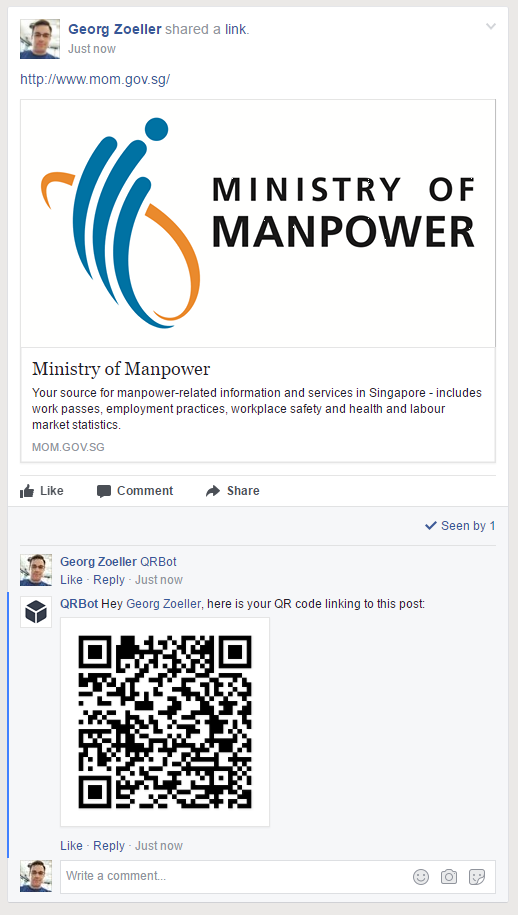 Georg Zoeller shared a link.
Just now
http://www.mom.gov.sg/
MINISTRY OF
MANPOWER
Ministry of Manpower
Your source for manpower-related information and services in Singapore - includes
work passes, employment practices, workplace safety and health and labour
market statistics.
MOM.GOV.SG
Like Comment Share
Seen by 1
Georg Zoeller QRBot
Like · Reply · Just now
QRBot Hey Georg Zoeller, here is your QR code linking to this post:
Like · Reply · Just now
Write a comment...